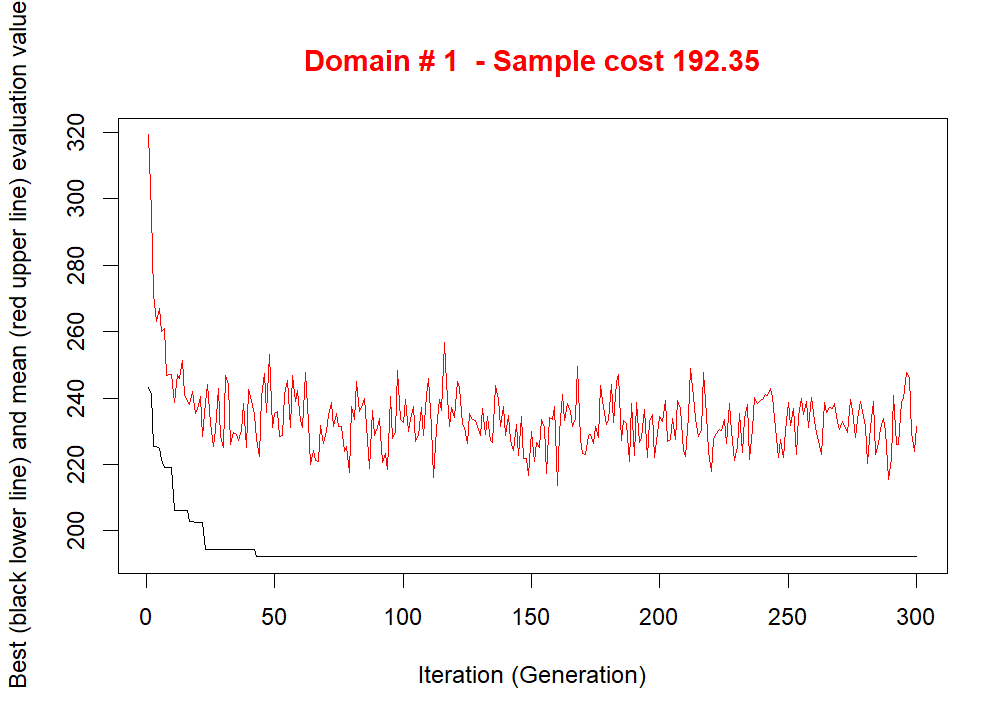 Domain # 1  - Sample cost 192.35
Best (black lower line) and mean (red upper line) evaluation value
320
300
280
260
240
220
200
0 50 100 150 200 250 300
Iteration (Generation)